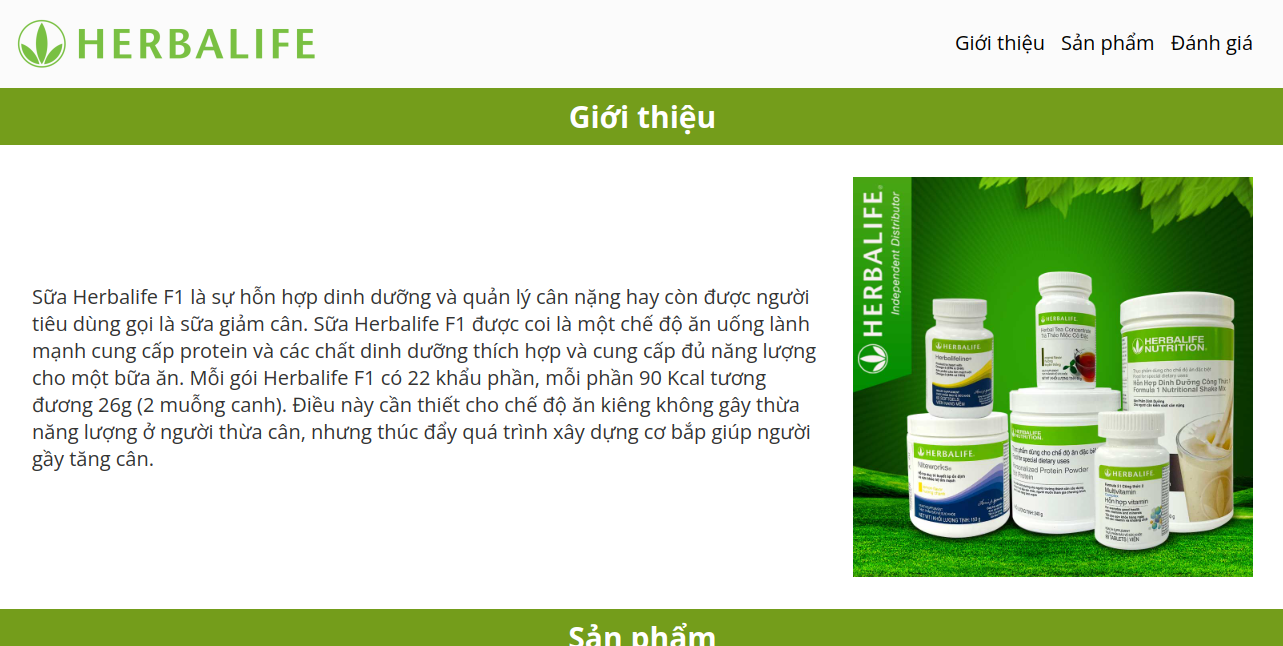 HERBALIFE
Giới thiệu Sản phẩm Đánh giá
Giới thiệu
Sữa Herbalife F1 là sự hỗn hợp dinh dưỡng và quản lý cân nặng hay còn được người
tiêu dùng gọi là sữa giảm cân. Sữa Herbalife F1 được coi là một chế độ ăn uống lành
mạnh cung cấp protein và các chất dinh dưỡng thích hợp và cung cấp đủ năng lượng
cho một bữa ăn. Mỗi gói Herbalife F1 có 22 khẩu phần, mỗi phần 90 Kcal tương
đương 26g (2 muỗng canh). Điều này cần thiết cho chế độ ăn kiêng không gây thừa
năng lượng ở người thừa cân, nhưng thúc đẩy quá trình xây dựng cơ bắp giúp người
gầy tăng cân.
HERBALIFE
Independent Distributor
HERBALIFE
Herbalifeline
HERBALIFE
Herbal Tea Concentrate
HERBALIFE
NUTRITION
Hỗn Hợp Dinh Dưỡng Công Thức 1
Formula 1 Nutritional Shake Mix
HERBALIFE
Niteworks
HERBALIFE
NUTRITION
Personalized Protein Powder
HERBALIFE
Multivitamin
Hỗn hợp vitamin
Sản phẩm